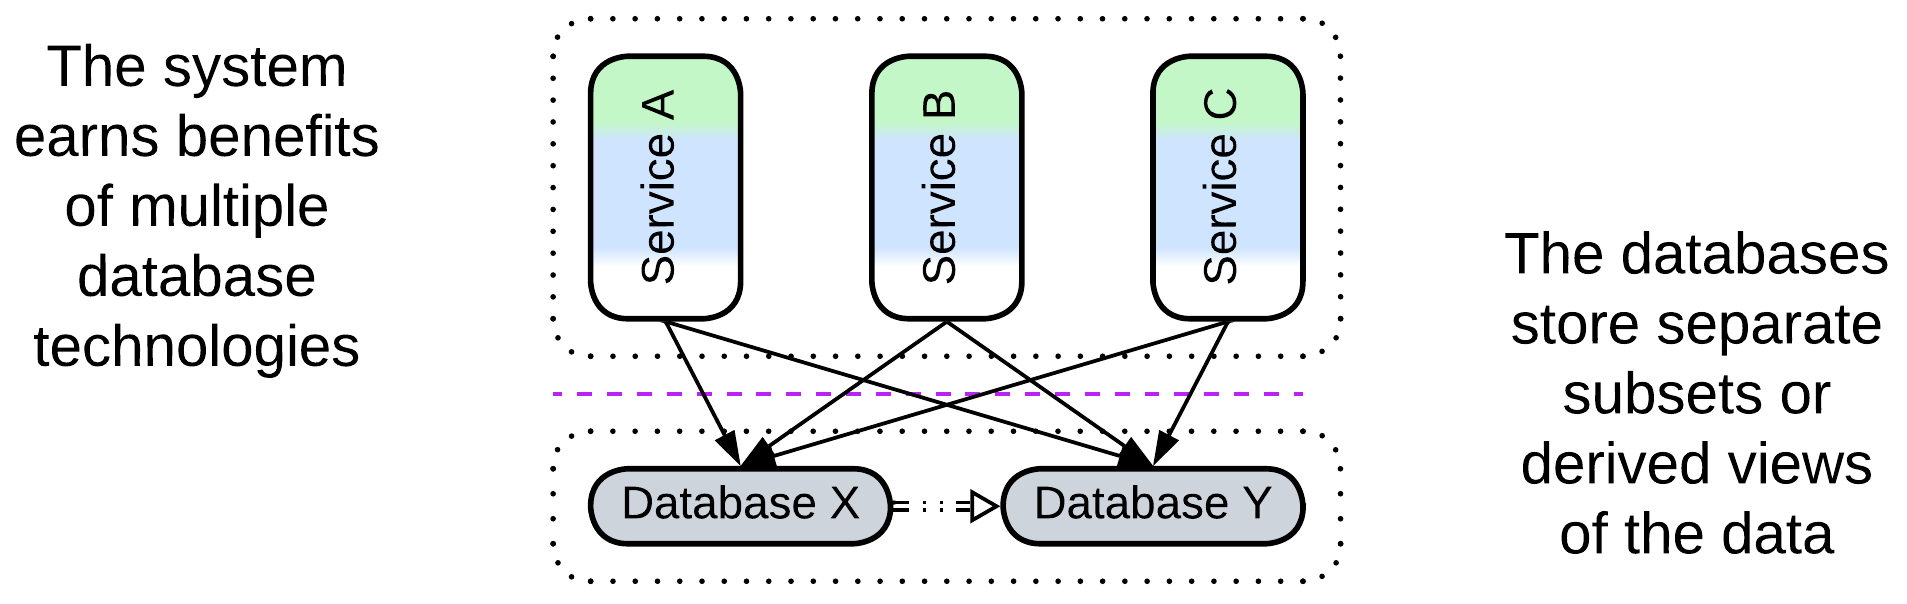 The system
earns benefits
of multiple
database
technologies
Service A
Service B
Service C
Database X
Database Y
The databases
store separate
subsets or
derived views
of the data